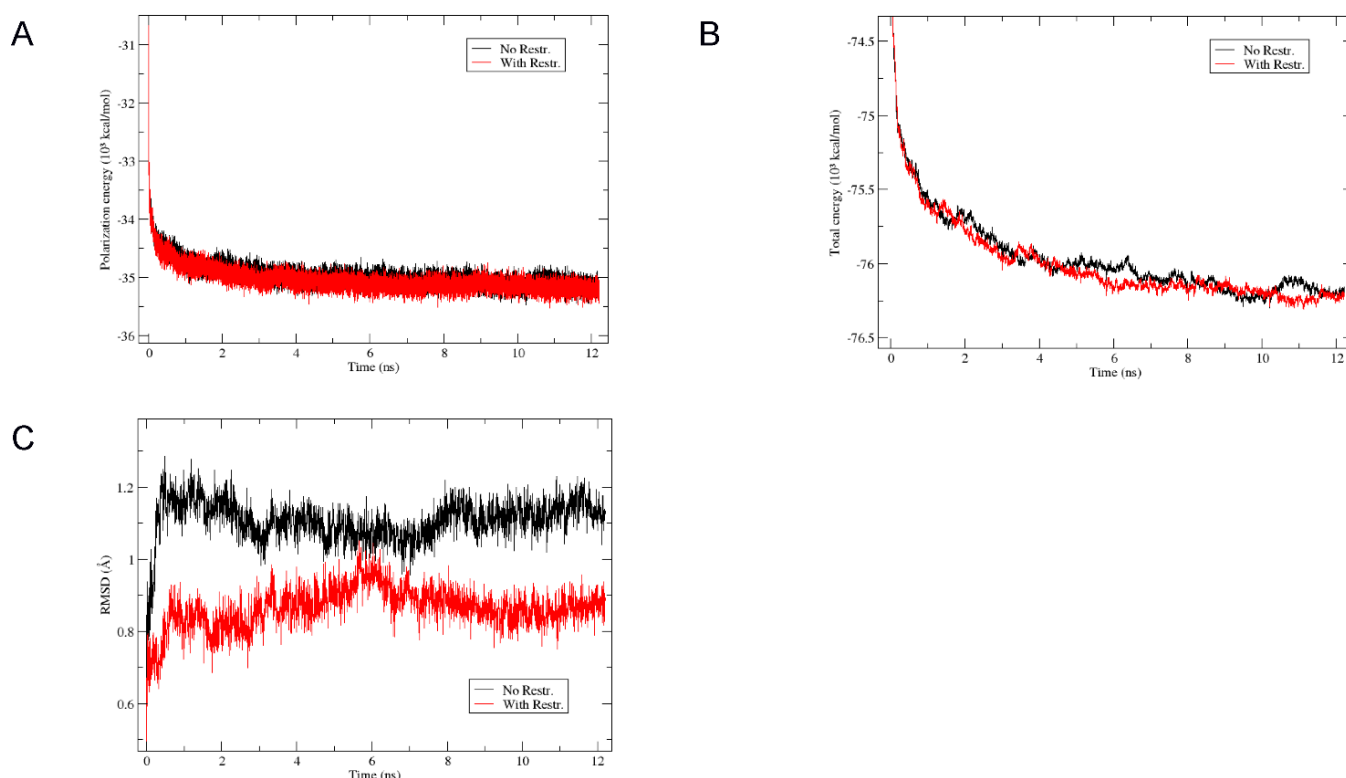 A
-31
-32
-33
-34
-35
-36
Polarization energy (10³ kcal/mol)
No Restr.
With Restr.
0 2 4 6 8 10 12
Time (ns)
B
-74.5
-75
-75.5
-76
-76.5
Total energy (10³ kcal/mol)
No Restr.
With Restr.
0 2 4 6 8 10 12
Time (ns)
C
1.2
1
0.8
0.6
RMSD (Å)
No Restr.
With Restr.
0 2 4 6 8 10 12
Time (ns)